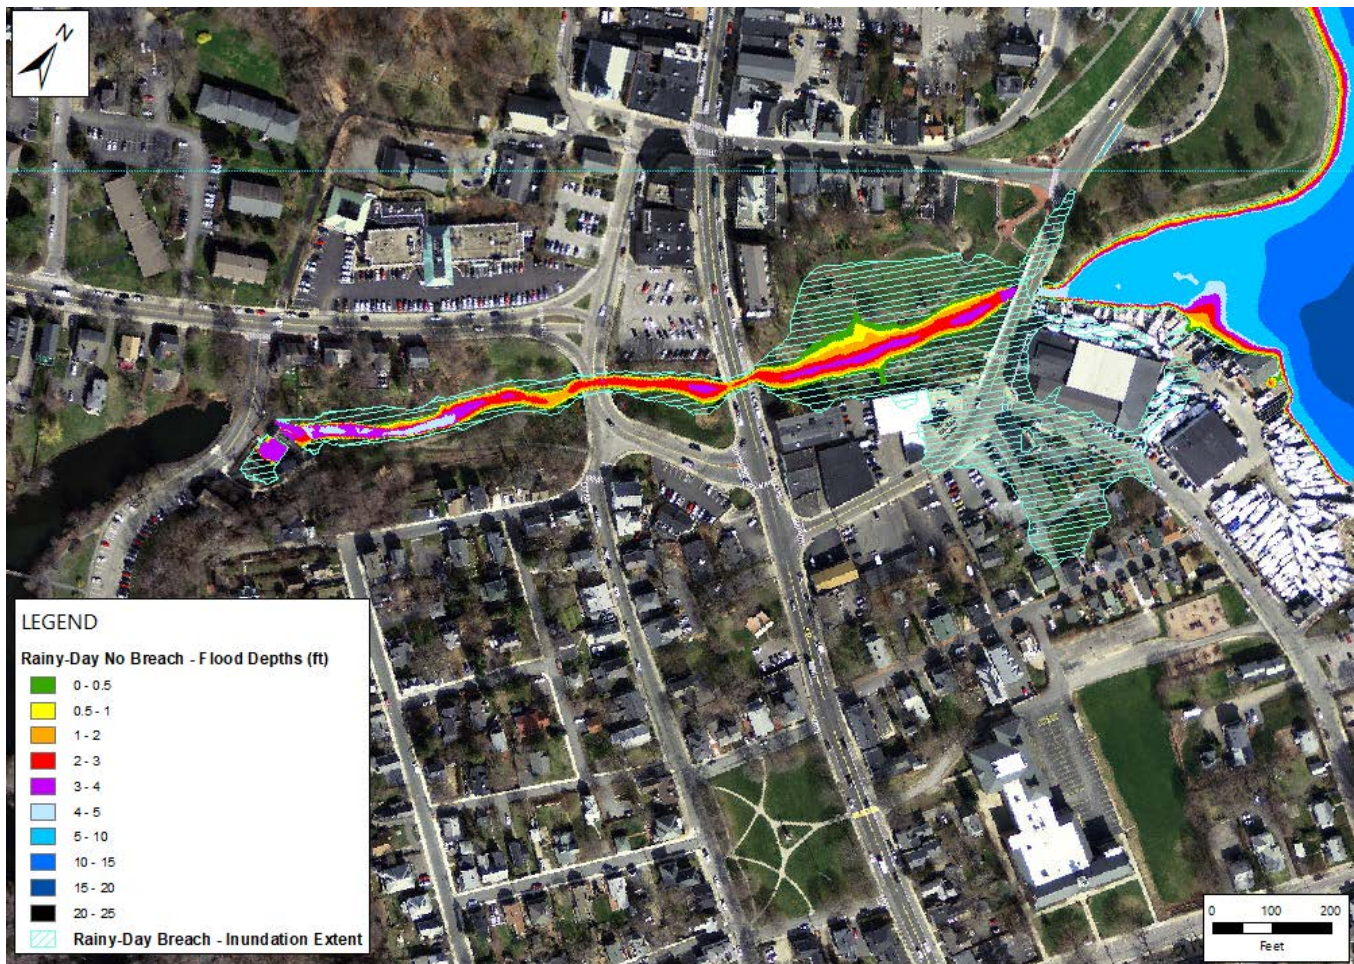 N
LEGEND
Rainy-Day No Breach - Flood Depths (ft)
0 - 0.5
0.5 - 1
1 - 2
2 - 3
3 - 4
4 - 5
5 - 10
10 - 15
15 - 20
20 - 25
Rainy-Day Breach - Inundation Extent
0 100 200
Feet